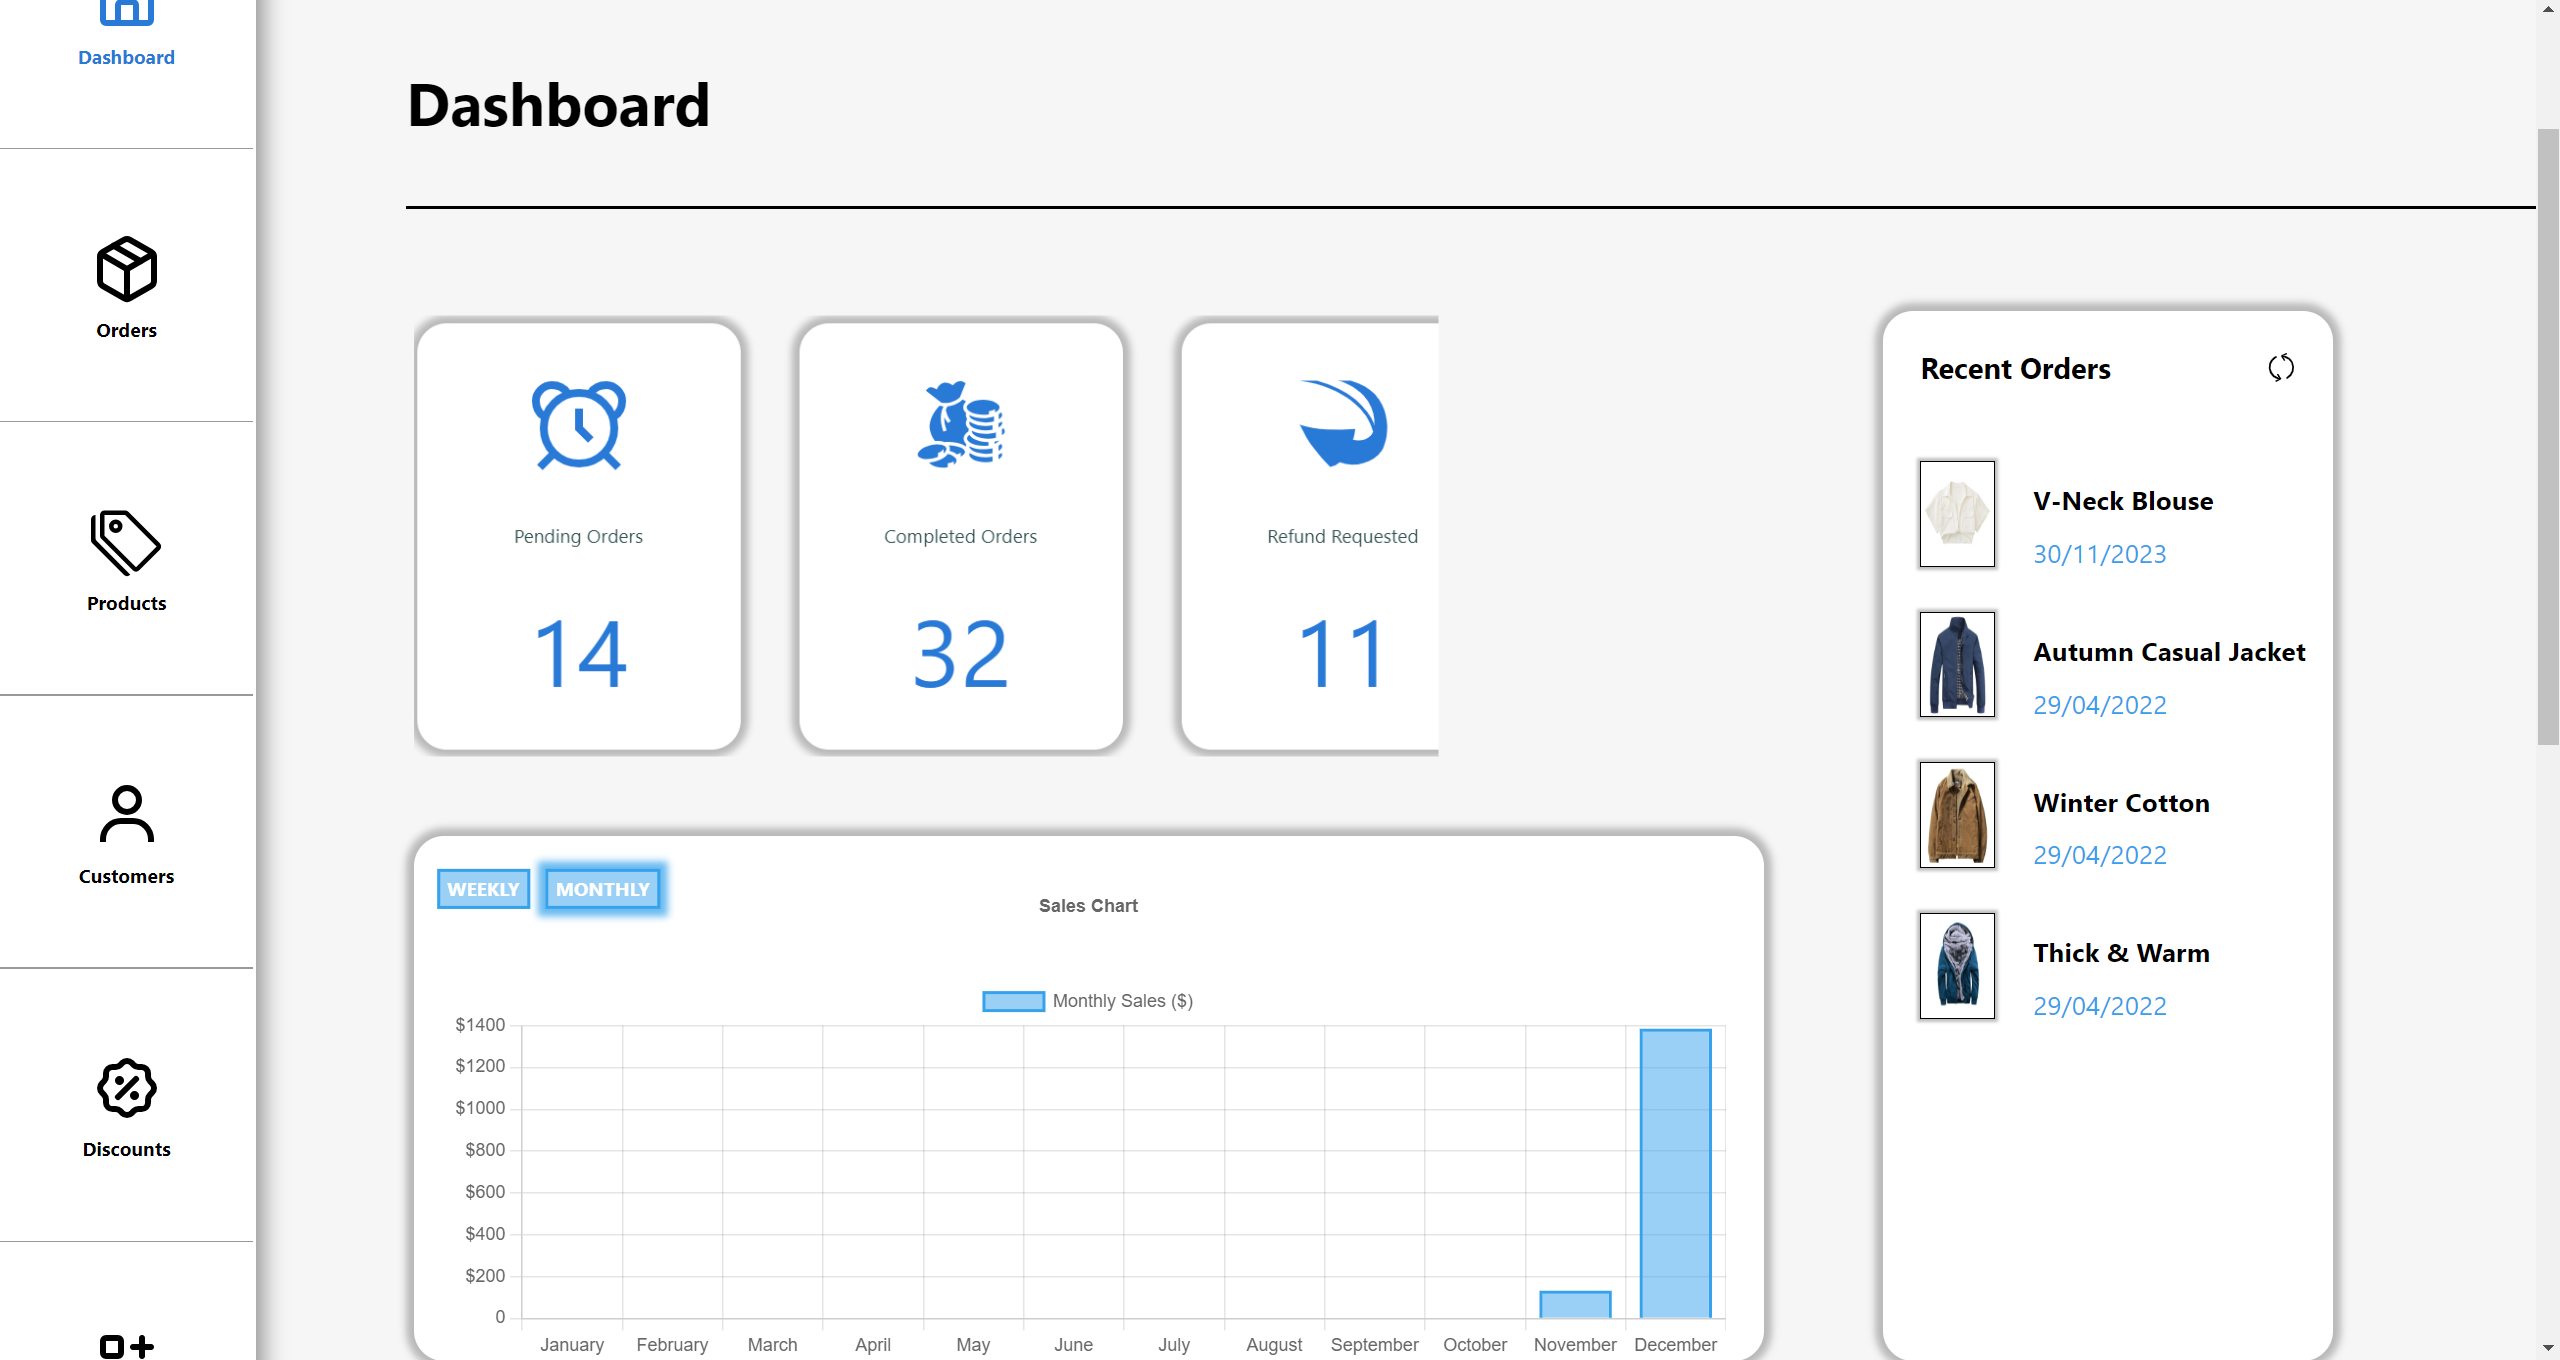 Dashboard
Orders
Products
Customers
Discounts
Dashboard
Pending Orders
14
Completed Orders
32
Refund Requested
11
WEEKLY
MONTHLY
Sales Chart
Monthly Sales ($)
$1400
$1200
$1000
$800
$600
$400
$200
0
January February March April May June July August September October November December
Recent Orders
V-Neck Blouse
30/11/2023
Autumn Casual Jacket
29/04/2022
Winter Cotton
29/04/2022
Thick & Warm
29/04/2022